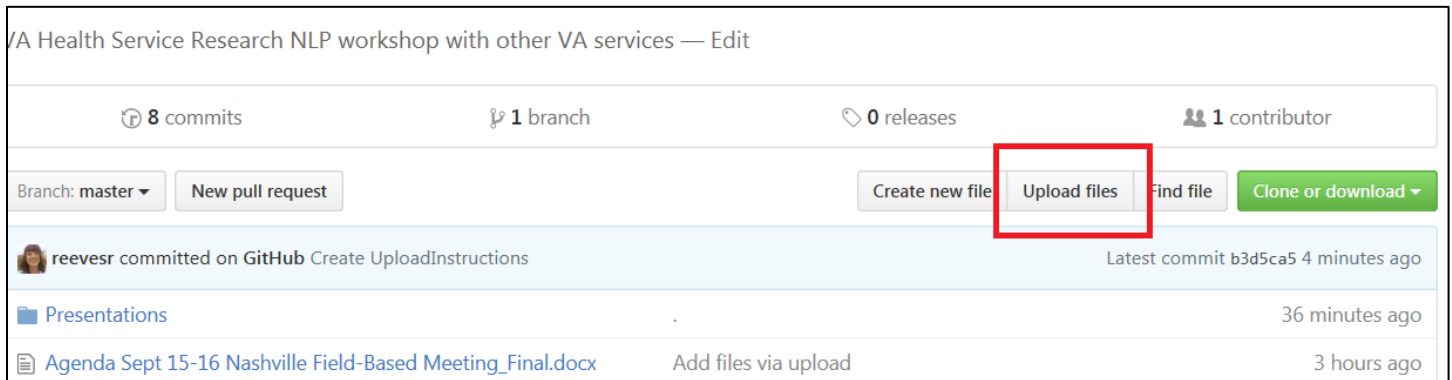 VA Health Service Research NLP workshop with other VA services — Edit
8 commits 1 branch 0 releases 1 contributor
Branch: master New pull request Create new file Upload files Find file Clone or download
reevesr committed on GitHub Create UploadInstructions Latest commit b3d5ca5 4 minutes ago
Presentations . 36 minutes ago
Agenda Sept 15-16 Nashville Field-Based Meeting_Final.docx Add files via upload 3 hours ago